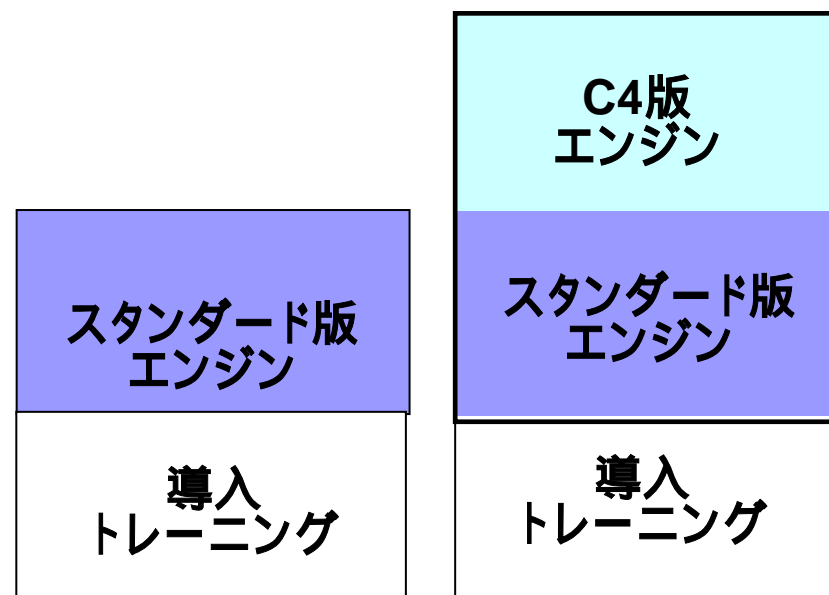 スタンダード版
エンジン
導入
トレーニング
C4版
エンジン
スタンダード版
エンジン
導入
トレーニング